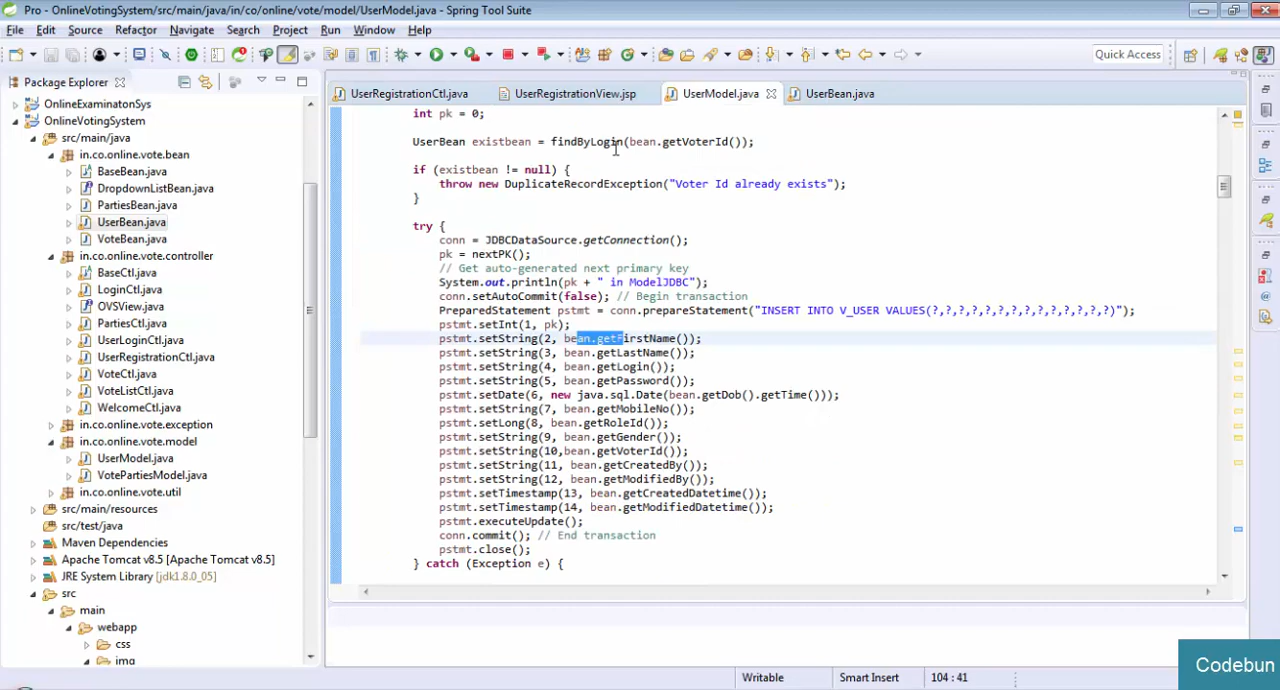 Pro - OnlineVotingSystem/src/main/java/in/co/online/vote/model/UserModel.java - Spring Tool Suite
File Edit Source Refactor Navigate Search Project Run Window Help
Quick Access
Package Explorer
UserRegistrationCtl.java UserRegistrationView.jsp UserModel.java UserBean.java
OnlineExaminatonSys
OnlineVotingSystem
src/main/java
in.co.online.vote.bean
BaseBean.java
DropdownListBean.java
PartiesBean.java
UserBean.java
VoteBean.java
in.co.online.vote.controller
BaseCtl.java
LoginCtl.java
OVSView.java
PartiesCtl.java
UserLoginCtl.java
UserRegistrationCtl.java
VoteCtl.java
VoteListCtl.java
WelcomeCtl.java
in.co.online.vote.exception
in.co.online.vote.model
UserModel.java
VotePartiesModel.java
in.co.online.vote.util
src/main/resources
src/test/java
Maven Dependencies
Apache Tomcat v8.5 [Apache Tomcat v8.5]
JRE System Library [jdk1.8.0_05]
src
main
webapp
css
img
int pk = 0;
UserBean existbean = findByLogin(bean.getVoterId());
if (existbean != null) {
throw new DuplicateRecordException("Voter Id already exists");
}
try {
conn = JDBCDataSource.getConnection();
pk = nextPK();
// Get auto-generated next primary key
System.out.println(pk + " in ModelJDBC");
conn.setAutoCommit(false); // Begin transaction
PreparedStatement pstmt = conn.prepareStatement("INSERT INTO V_USER VALUES(?,?,?,?,?,?,?,?,?,?,?,?,?,?)");
pstmt.setInt(1, pk);
pstmt.setString(2, bean.getFirstName());
pstmt.setString(3, bean.getLastName());
pstmt.setString(4, bean.getLogin());
pstmt.setString(5, bean.getPassword());
pstmt.setDate(6, new java.sql.Date(bean.getDob().getTime()));
pstmt.setString(7, bean.getMobileNo());
pstmt.setLong(8, bean.getRoleId());
pstmt.setString(9, bean.getGender());
pstmt.setString(10,bean.getVoterId());
pstmt.setString(11, bean.getCreatedBy());
pstmt.setString(12, bean.getModifiedBy());
pstmt.setTimestamp(13, bean.getCreatedDatetime());
pstmt.setTimestamp(14, bean.getModifiedDatetime());
pstmt.executeUpdate();
conn.commit(); // End transaction
pstmt.close();
} catch (Exception e) {
Writable Smart Insert 104 : 41
Codebun